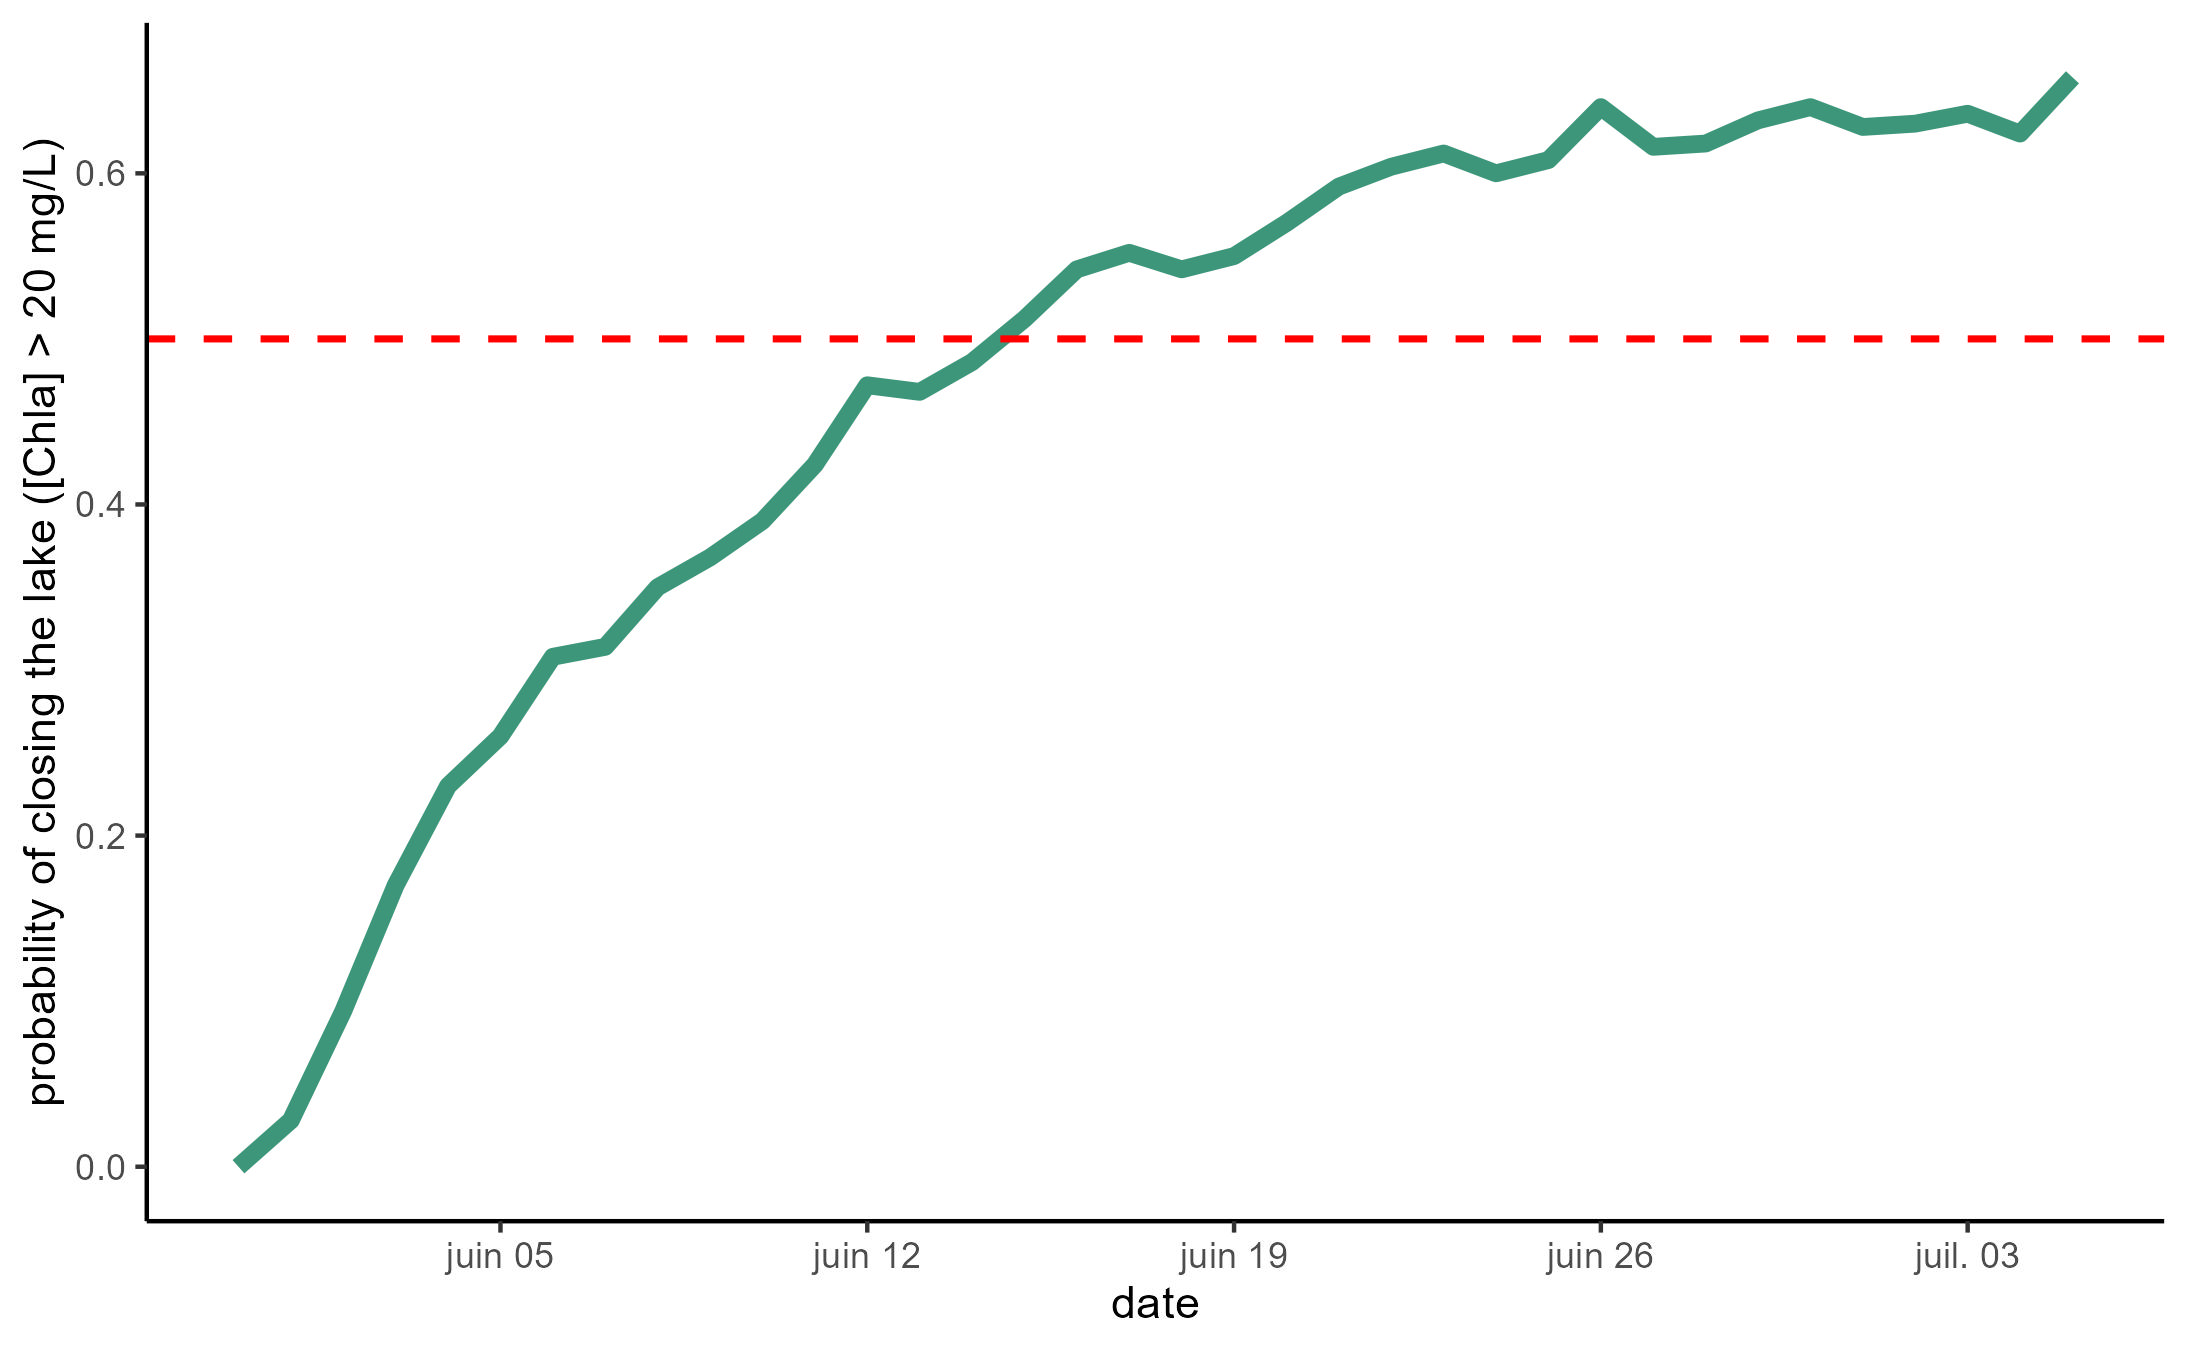 probability of closing the lake ([Chla] > 20 mg/L)
0.6
0.4
0.2
0.0
juin 05
juin 12
juin 19
juin 26
juil. 03
date